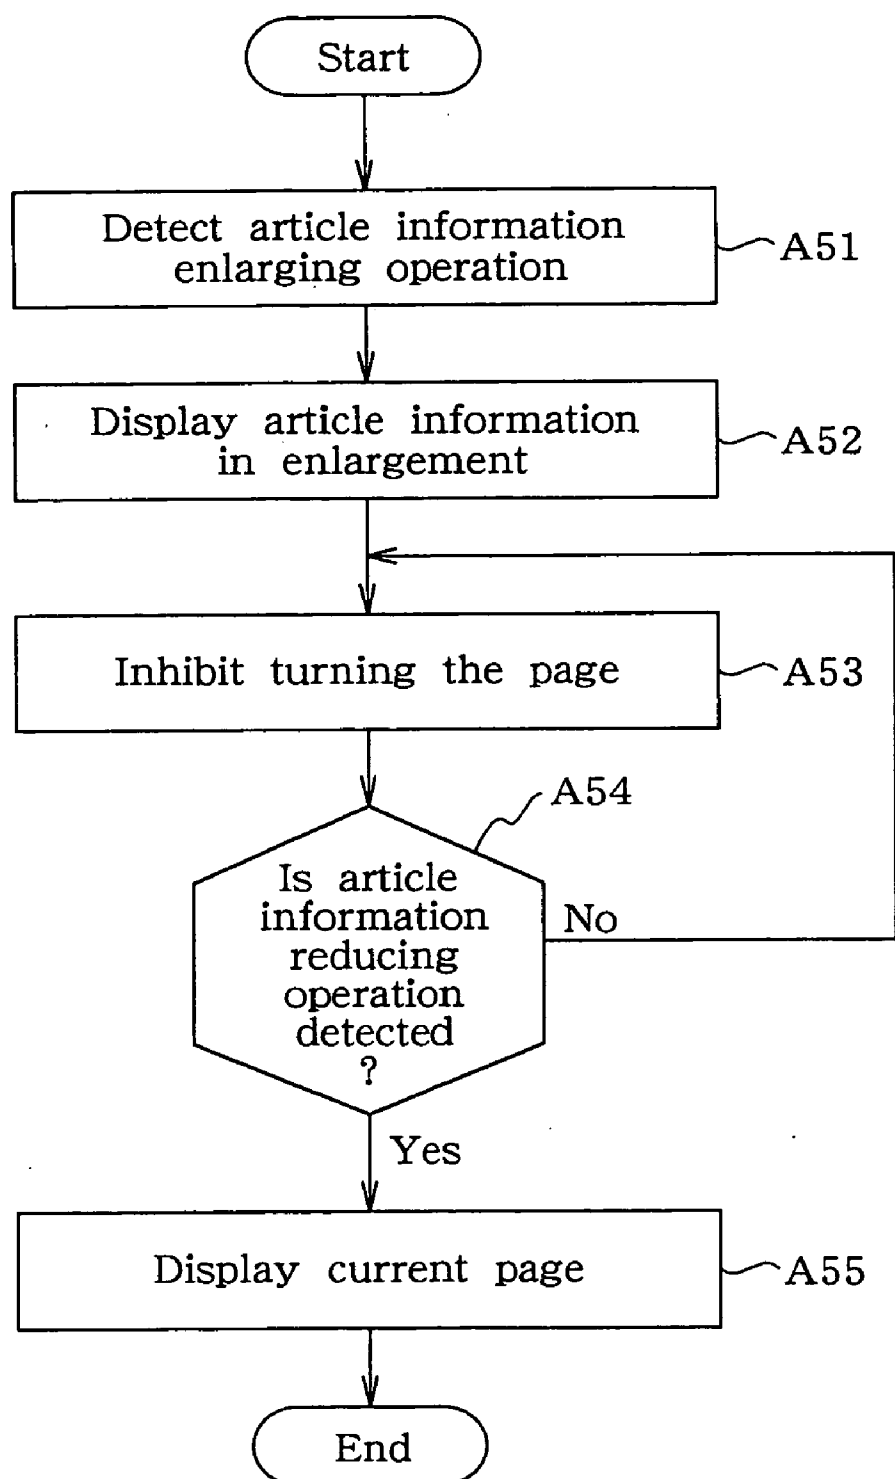 Start
Detect article information
enlarging operation
A51
Display article information
in enlargement
A52
Inhibit turning the page
A53
A54
Is article
information
reducing
operation
detected
?
No
Yes
Display current page
A55
End